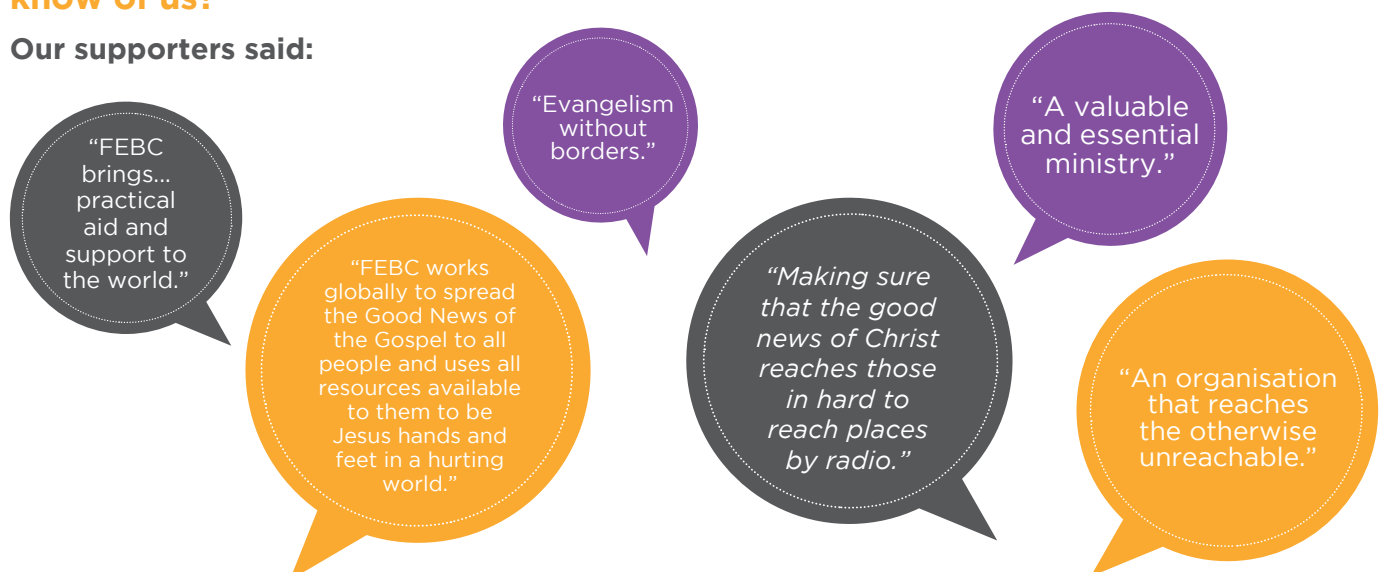 know of us?
Our supporters said:
“FEBC
brings...
practical
aid and
support to
the world.”
“FEBC works
globally to spread
the Good News of
the Gospel to all
people and uses all
resources available
to them to be
Jesus hands and
feet in a hurting
world.”
“Evangelism
without
borders.”
“Making sure
that the good
news of Christ
reaches those
in hard to
reach places
by radio.”
“A valuable
and essential
ministry.”
“An organisation
that reaches
the otherwise
unreachable.”